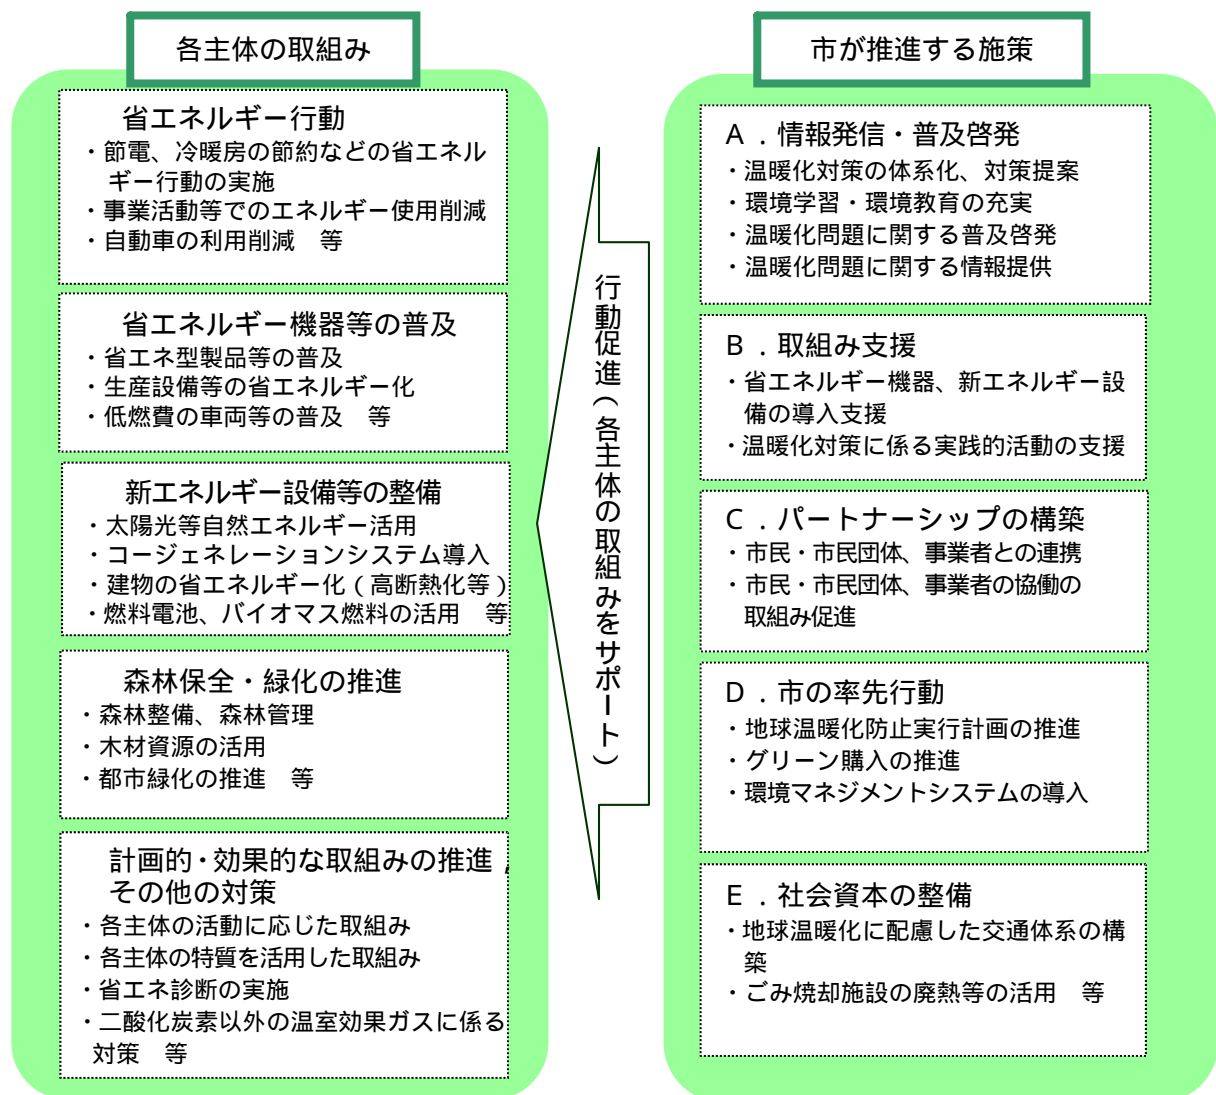 各主体の取組み
省エネルギー行動
・節電、冷暖房の節約などの省エネル
ギー行動の実施
・事業活動等でのエネルギー使用削減
・自動車の利用削減　等
省エネルギー機器等の普及
・省エネ型製品等の普及
・生産設備等の省エネルギー化
・低燃費の車両等の普及　等
新エネルギー設備等の整備
・太陽光等自然エネルギー活用
・コージェネレーションシステム導入
・建物の省エネルギー化（高断熱化等）
・燃料電池、バイオマス燃料の活用　等
森林保全・緑化の推進
・森林整備、森林管理
・木材資源の活用
・都市緑化の推進　等
計画的・効果的な取組みの推進，
その他の対策
・各主体の活動に応じた取組み
・各主体の特質を活用した取組み
・省エネ診断の実施
・二酸化炭素以外の温室効果ガスに係る
対策　等
行動促進（各主体の取組みをサポート）
市が推進する施策
A．情報発信・普及啓発
・温暖化対策の体系化、対策提案
・環境学習・環境教育の充実
・温暖化問題に関する普及啓発
・温暖化問題に関する情報提供
B．取組み支援
・省エネルギー機器、新エネルギー設
備の導入支援
・温暖化対策に係る実践的活動の支援
C．パートナーシップの構築
・市民・市民団体、事業者との連携
・市民・市民団体、事業者の協働の
取組み促進
D．市の率先行動
・地球温暖化防止実行計画の推進
・グリーン購入の推進
・環境マネジメントシステムの導入
E．社会資本の整備
・地球温暖化に配慮した交通体系の構
築
・ごみ焼却施設の廃熱等の活用　等